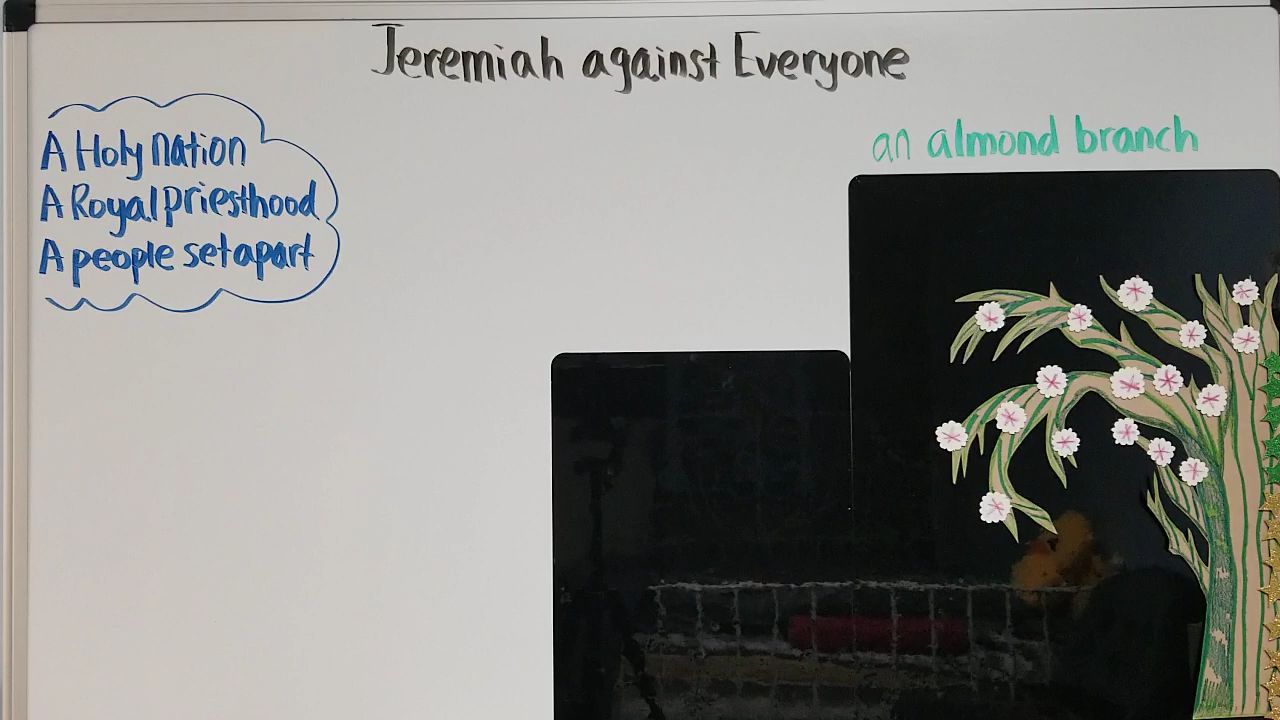 Jeremiah against Everyone
A Holy nation
A Royal priesthood
A people set apart
an almond branch